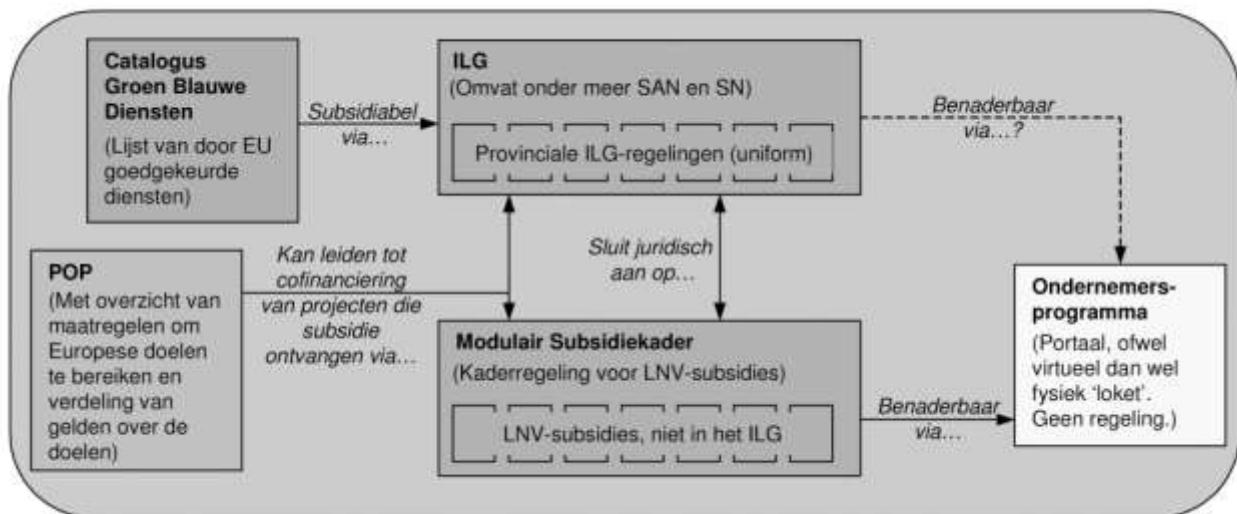 Catalogus
Groen Blauwe
Diensten
(Lijst van door EU
goedgekeurde
diensten)
Subsidiabel
via…
ILG
(Omvat onder meer SAN en SN)
Provinciale ILG-regelingen (uniform)
Benaderbaar
via…?
POP
(Met overzicht van
maatregelen om
Europese doelen
te bereiken en
verdeling van
gelden over de
doelen)
Kan leiden tot
cofinanciering
van projecten die
subsidie
ontvangen via…
Sluit juridisch
aan op…
Modulair Subsidiekader
(Kaderregeling voor LNV-subsidies)
LNV-subsidies, niet in het ILG
Benaderbaar
via…
Ondernemers-
programma
(Portaal, ofwel
virtueel dan wel
fysiek ‘loket’.
Geen regeling.)